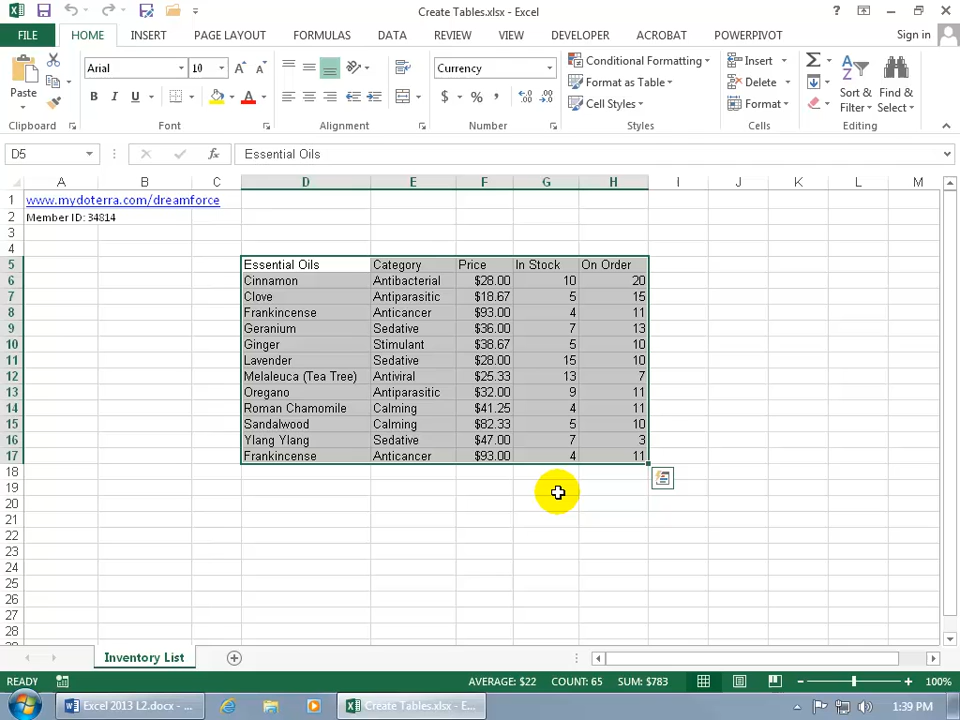 Create Tables.xlsx - Excel
FILE HOME INSERT PAGE LAYOUT FORMULAS DATA REVIEW VIEW DEVELOPER ACROBAT POWERPIVOT Sign in
Paste
Arial 10
B I U
Currency
$ % ,
Conditional Formatting
Format as Table
Cell Styles
Insert
Delete
Format
Sort & Filter
Find & Select
Clipboard Font Alignment Number Styles Cells Editing
D5 fx Essential Oils
A B C D E F G H I J K L M
1 www.mydoterra.com/dreamforce
2 Member ID: 34814
3
4
5 Essential Oils Category Price In Stock On Order
6 Cinnamon Antibacterial $28.00 10 20
7 Clove Antiparasitic $18.67 5 15
8 Frankincense Anticancer $93.00 4 11
9 Geranium Sedative $36.00 7 13
10 Ginger Stimulant $38.67 5 10
11 Lavender Sedative $28.00 15 10
12 Melaleuca (Tea Tree) Antiviral $25.33 13 7
13 Oregano Antiparasitic $32.00 9 11
14 Roman Chamomile Calming $41.25 4 11
15 Sandalwood Calming $82.33 5 10
16 Ylang Ylang Sedative $47.00 7 3
17 Frankincense Anticancer $93.00 4 11
18
19
20
21
22
23
24
25
26
27
28
Inventory List
READY AVERAGE: $22 COUNT: 65 SUM: $783 100%
Excel 2013 L2.docx - ... Create Tables.xlsx - E... 1:39 PM